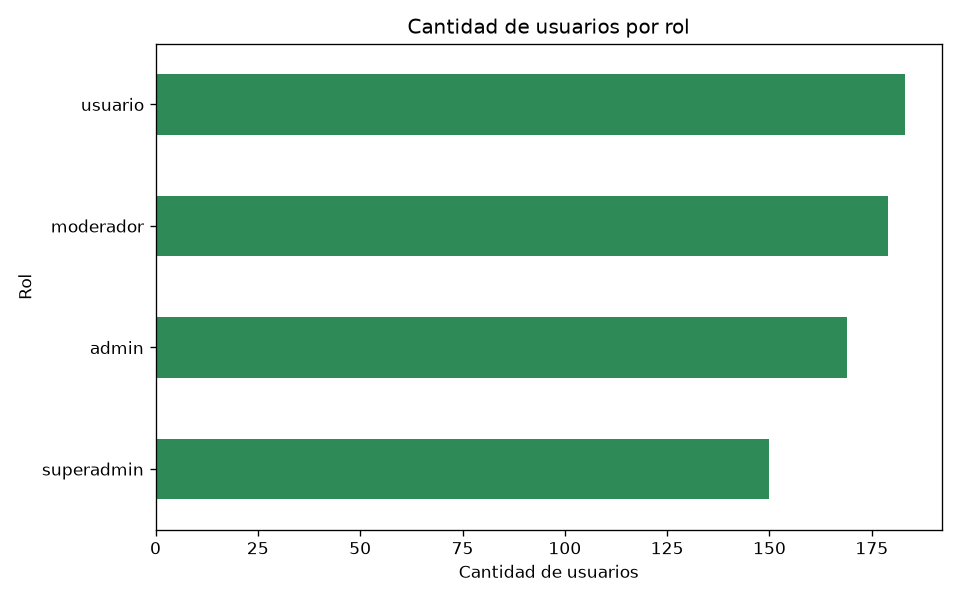 Cantidad de usuarios por rol
usuario
moderador
admin
superadmin
Rol
0 25 50 75 100 125 150 175
Cantidad de usuarios